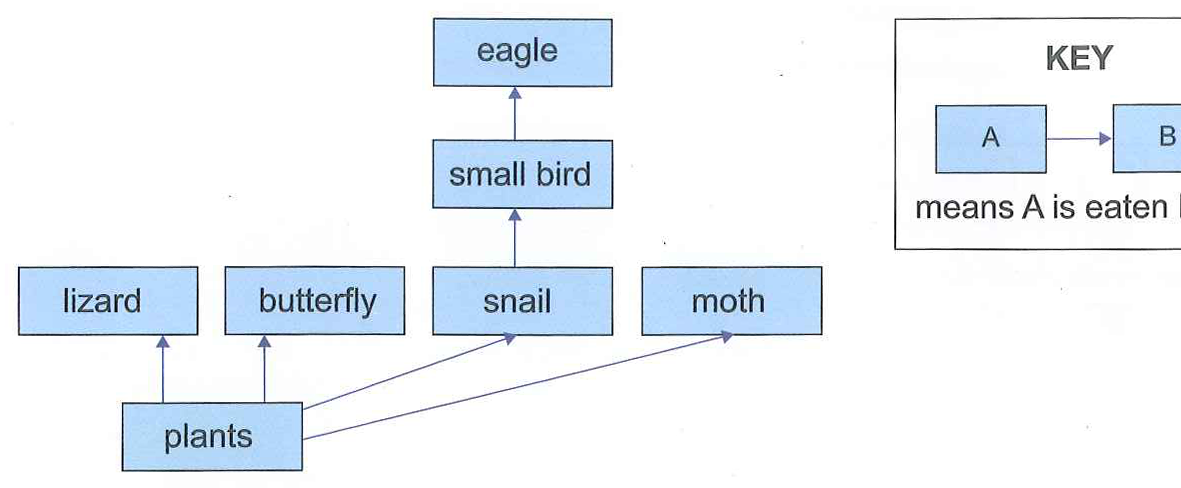 eagle
KEY
A
B
small bird
means A is eaten
lizard
butterfly
snail
moth
plants